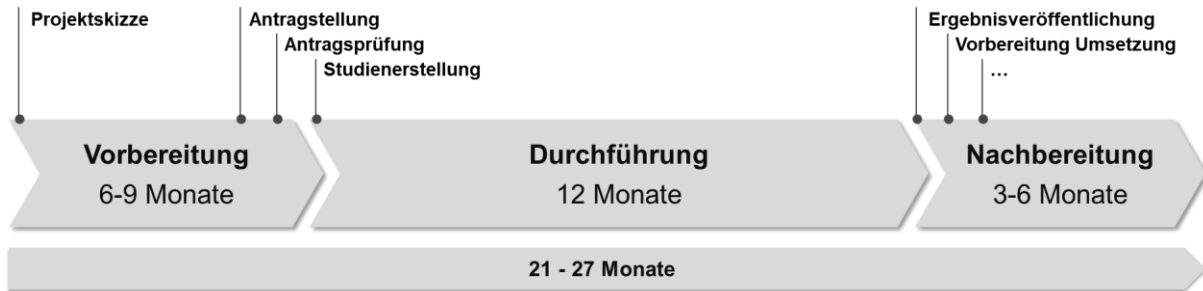 Projektskizze
Antragstellung
Antragsprüfung
Studienerstellung
Ergebnisveröffentlichung
Vorbereitung Umsetzung
...
Vorbereitung
6-9 Monate
Durchführung
12 Monate
Nachbereitung
3-6 Monate
21 - 27 Monate